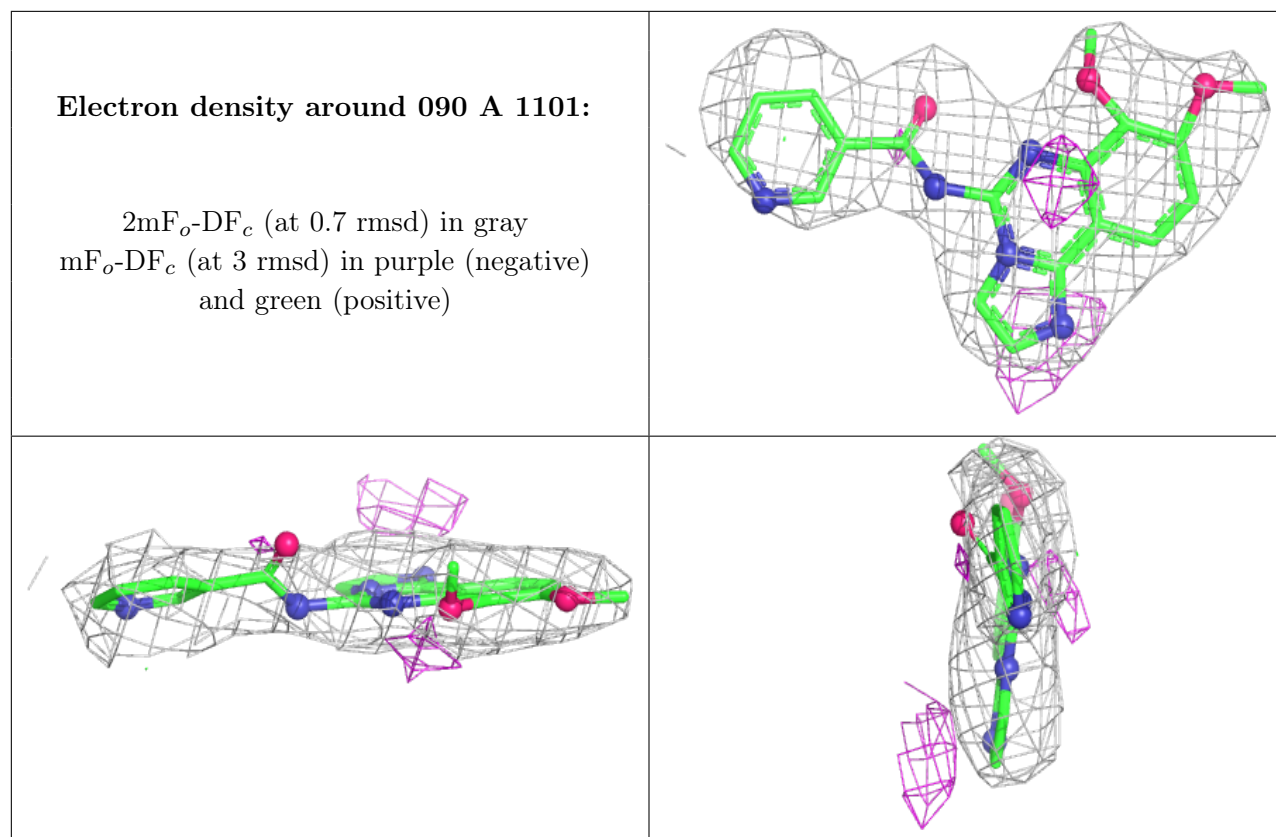 Electron density around 090 A 1101:
2mFₒ-DF𝒸 (at 0.7 rmsd) in gray
mFₒ-DF𝒸 (at 3 rmsd) in purple (negative)
and green (positive)